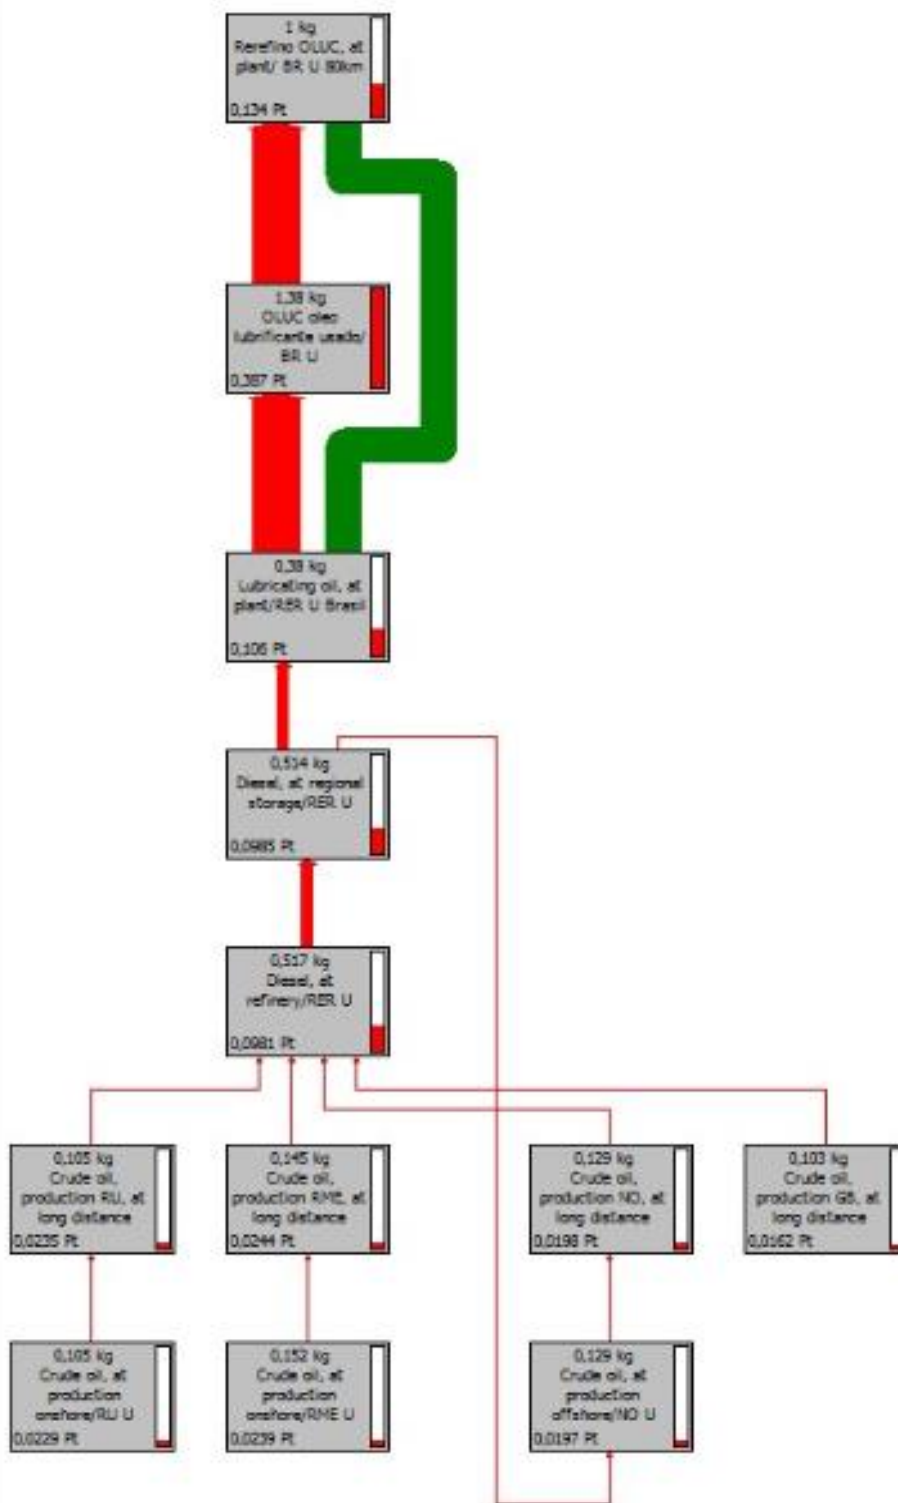 1 kg
Rerefino OLUC, at
plant/ BR U 80km
0,134 Pt
1,38 kg
OLUC oleo
lubrificante usado/
BR U
0,387 Pt
0,38 kg
Lubricating oil, at
plant/RER U Brasil
0,106 Pt
0,514 kg
Diesel, at regional
storage/RER U
0,0985 Pt
0,517 kg
Diesel, at
refinery/RER U
0,0981 Pt
0,105 kg
Crude oil,
production RU, at
long distance
0,0235 Pt
0,145 kg
Crude oil,
production RME, at
long distance
0,0244 Pt
0,129 kg
Crude oil,
production NO, at
long distance
0,0198 Pt
0,103 kg
Crude oil,
production GB, at
long distance
0,0162 Pt
0,105 kg
Crude oil, at
production
onshore/RU U
0,0229 Pt
0,152 kg
Crude oil, at
production
onshore/RME U
0,0239 Pt
0,129 kg
Crude oil, at
production
offshore/NO U
0,0197 Pt